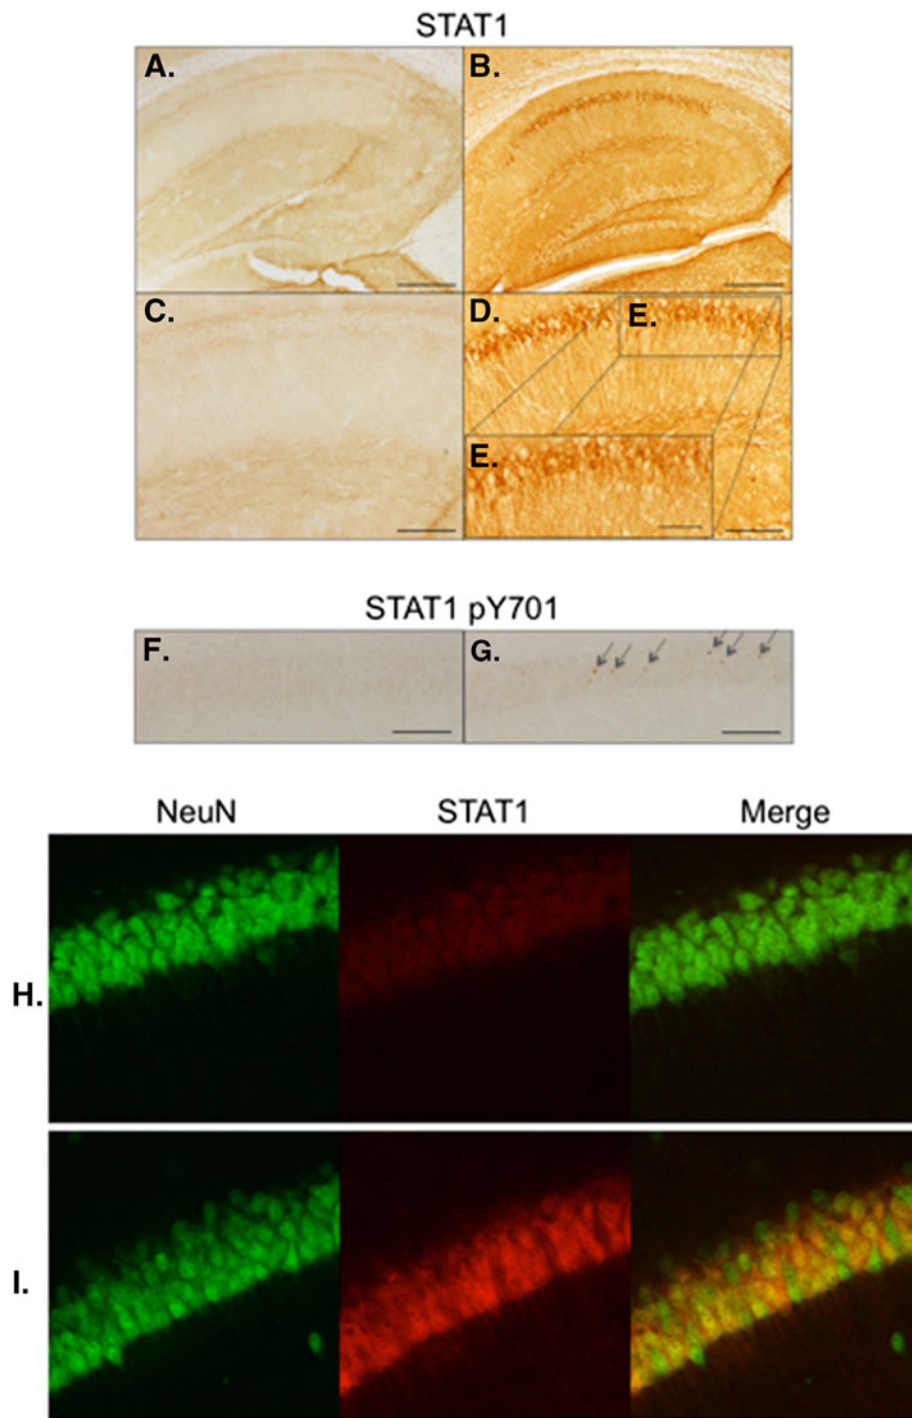 STAT1
A. B.
C. D. E.
E.
STAT1 pY701
F. G.
NeuN STAT1 Merge
H.
I.